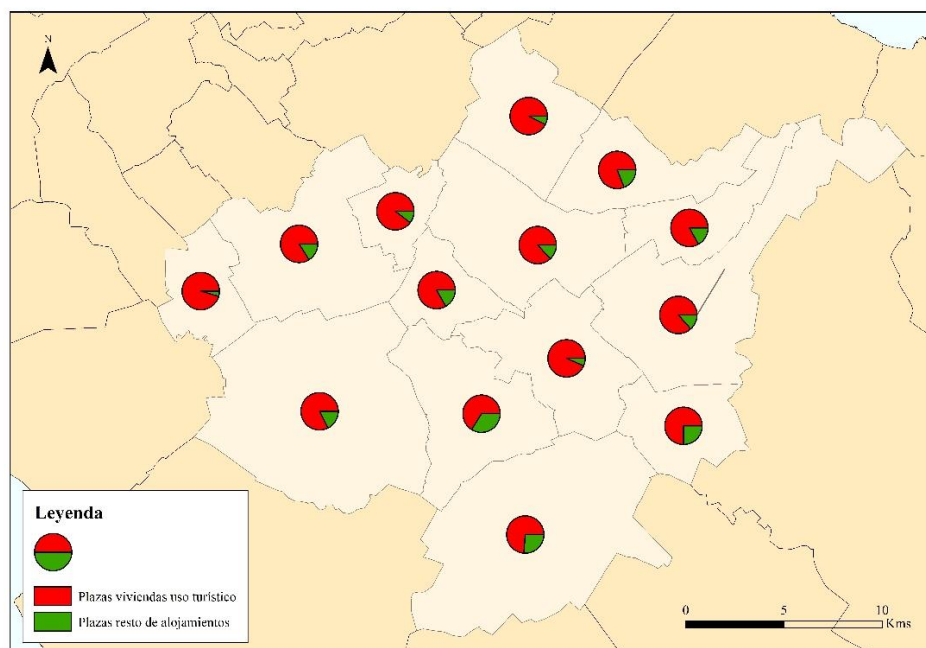 N
Leyenda
Plazas viviendas uso turístico
Plazas resto de alojamientos
0 5 10
Kms